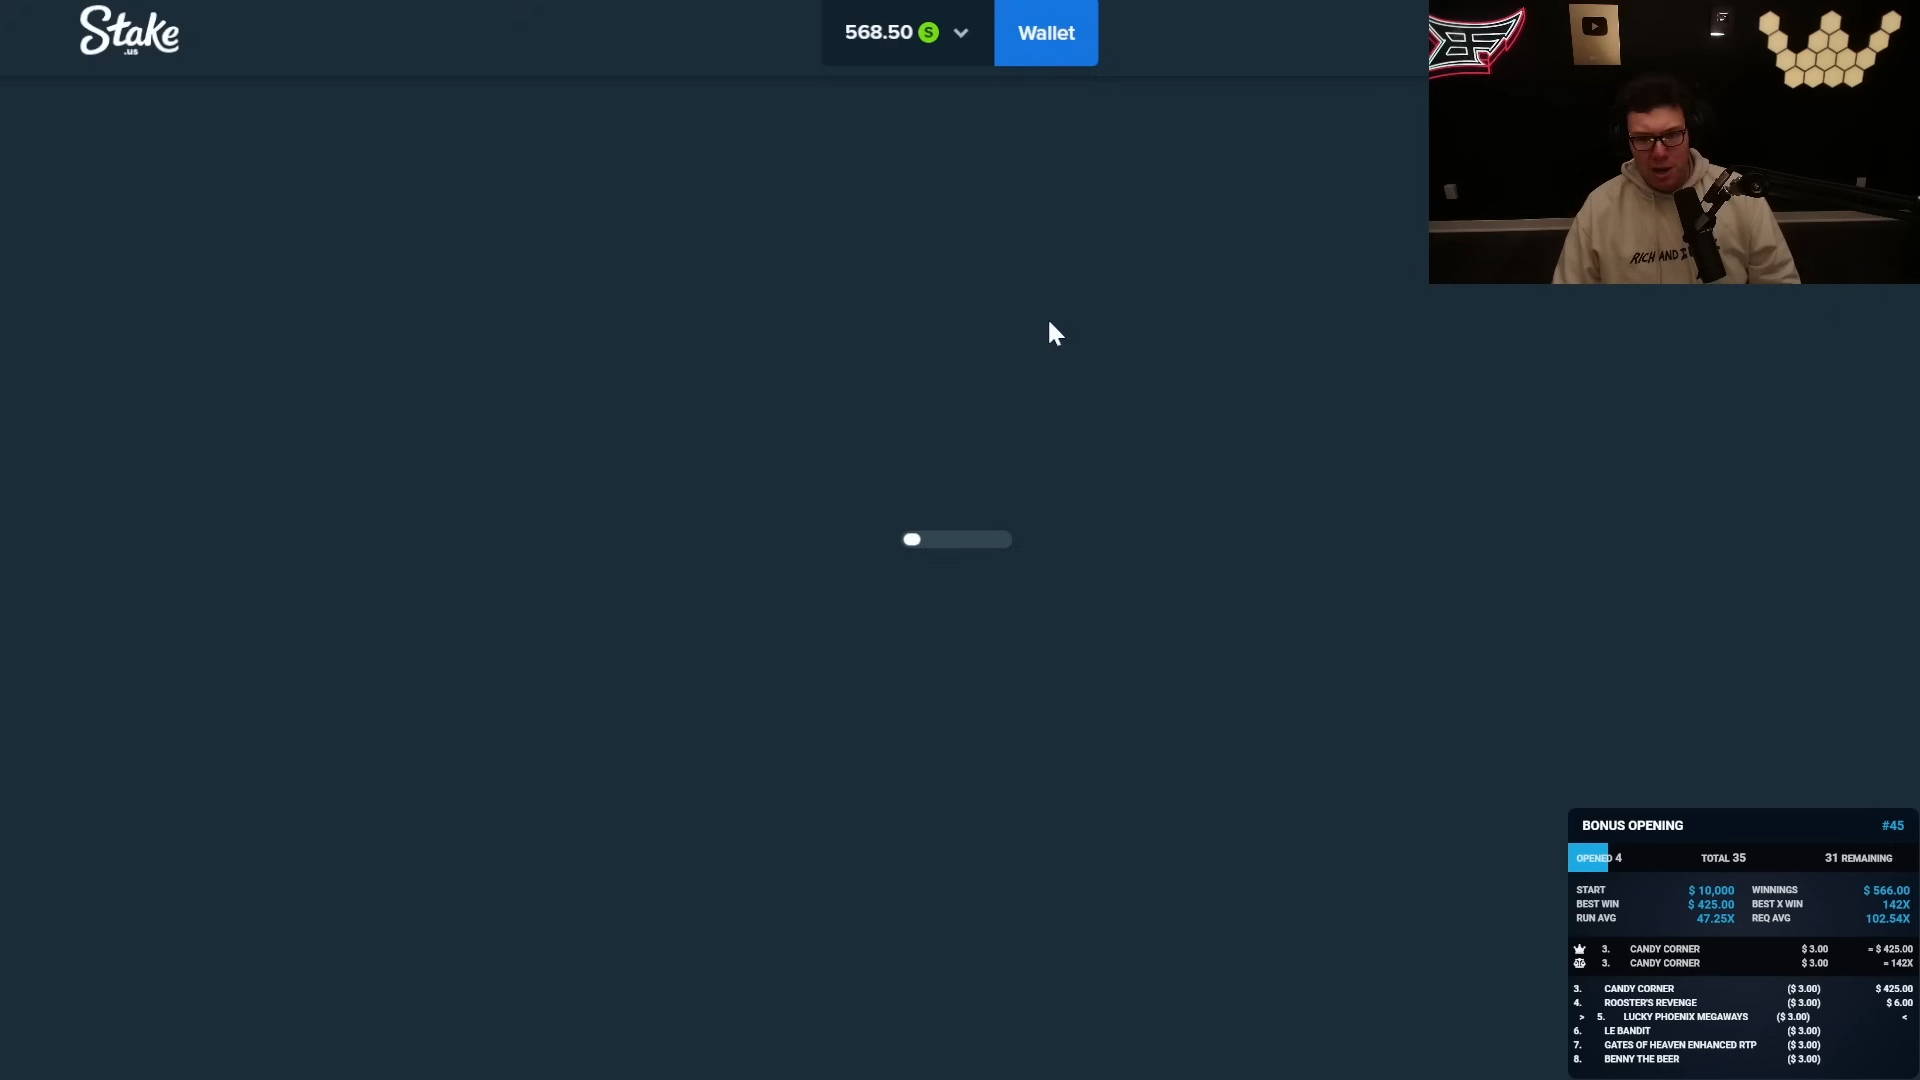 Stake
.us
568.50 S
Wallet
RICH AND
BONUS OPENING #45
OPENED 4 TOTAL 35 31 REMAINING
START $ 10,000 WINNINGS $ 566.00
BEST WIN $ 425.00 BEST X WIN 142X
RUN AVG 47.25X REQ AVG 102.54X
3. CANDY CORNER $ 3.00 = $ 425.00
3. CANDY CORNER $ 3.00 = 142X
3. CANDY CORNER ($ 3.00) $ 425.00
4. ROOSTER'S REVENGE ($ 3.00) $ 6.00
> 5. LUCKY PHOENIX MEGAWAYS ($ 3.00) <
6. LE BANDIT ($ 3.00)
7. GATES OF HEAVEN ENHANCED RTP ($ 3.00)
8. BENNY THE BEER ($ 3.00)